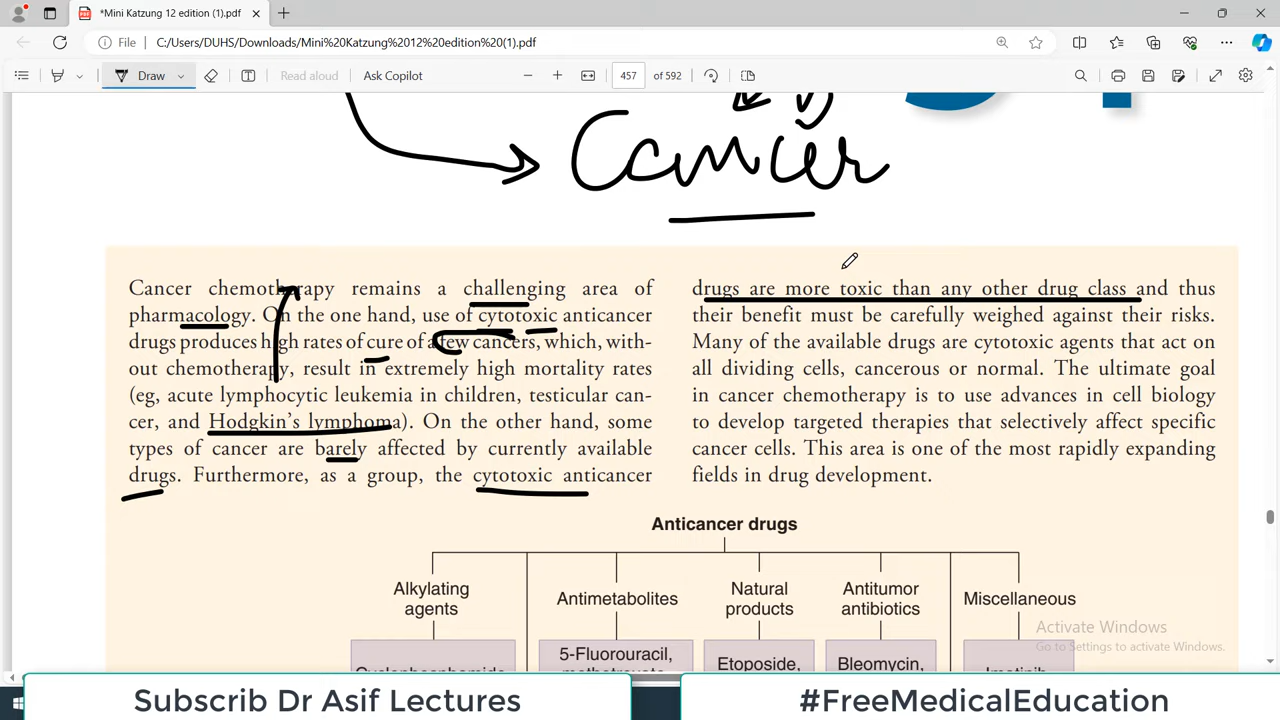 *Mini Katzung 12 edition (1).pdf
File C:/Users/DUHS/Downloads/Mini%20Katzung%2012%20edition%20(1).pdf
Draw Read aloud Ask Copilot 457 of 592
Cancer
Cancer chemotherapy remains a challenging area of
pharmacology. On the one hand, use of cytotoxic anticancer
drugs produces high rates of cure of a few cancers, which, with-
out chemotherapy, result in extremely high mortality rates
(eg, acute lymphocytic leukemia in children, testicular can-
cer, and Hodgkin's lymphoma). On the other hand, some
types of cancer are barely affected by currently available
drugs. Furthermore, as a group, the cytotoxic anticancer
drugs are more toxic than any other drug class and thus
their benefit must be carefully weighed against their risks.
Many of the available drugs are cytotoxic agents that act on
all dividing cells, cancerous or normal. The ultimate goal
in cancer chemotherapy is to use advances in cell biology
to develop targeted therapies that selectively affect specific
cancer cells. This area is one of the most rapidly expanding
fields in drug development.
Anticancer drugs
Alkylating
agents
Antimetabolites
Natural
products
Antitumor
antibiotics
Miscellaneous
Cyclophosphamide
5-Fluorouracil,
methotrexate
Etoposide,
Bleomycin,
Imatinib
Activate Windows
Go to Settings to activate Windows.
Subscrib Dr Asif Lectures
#FreeMedicalEducation